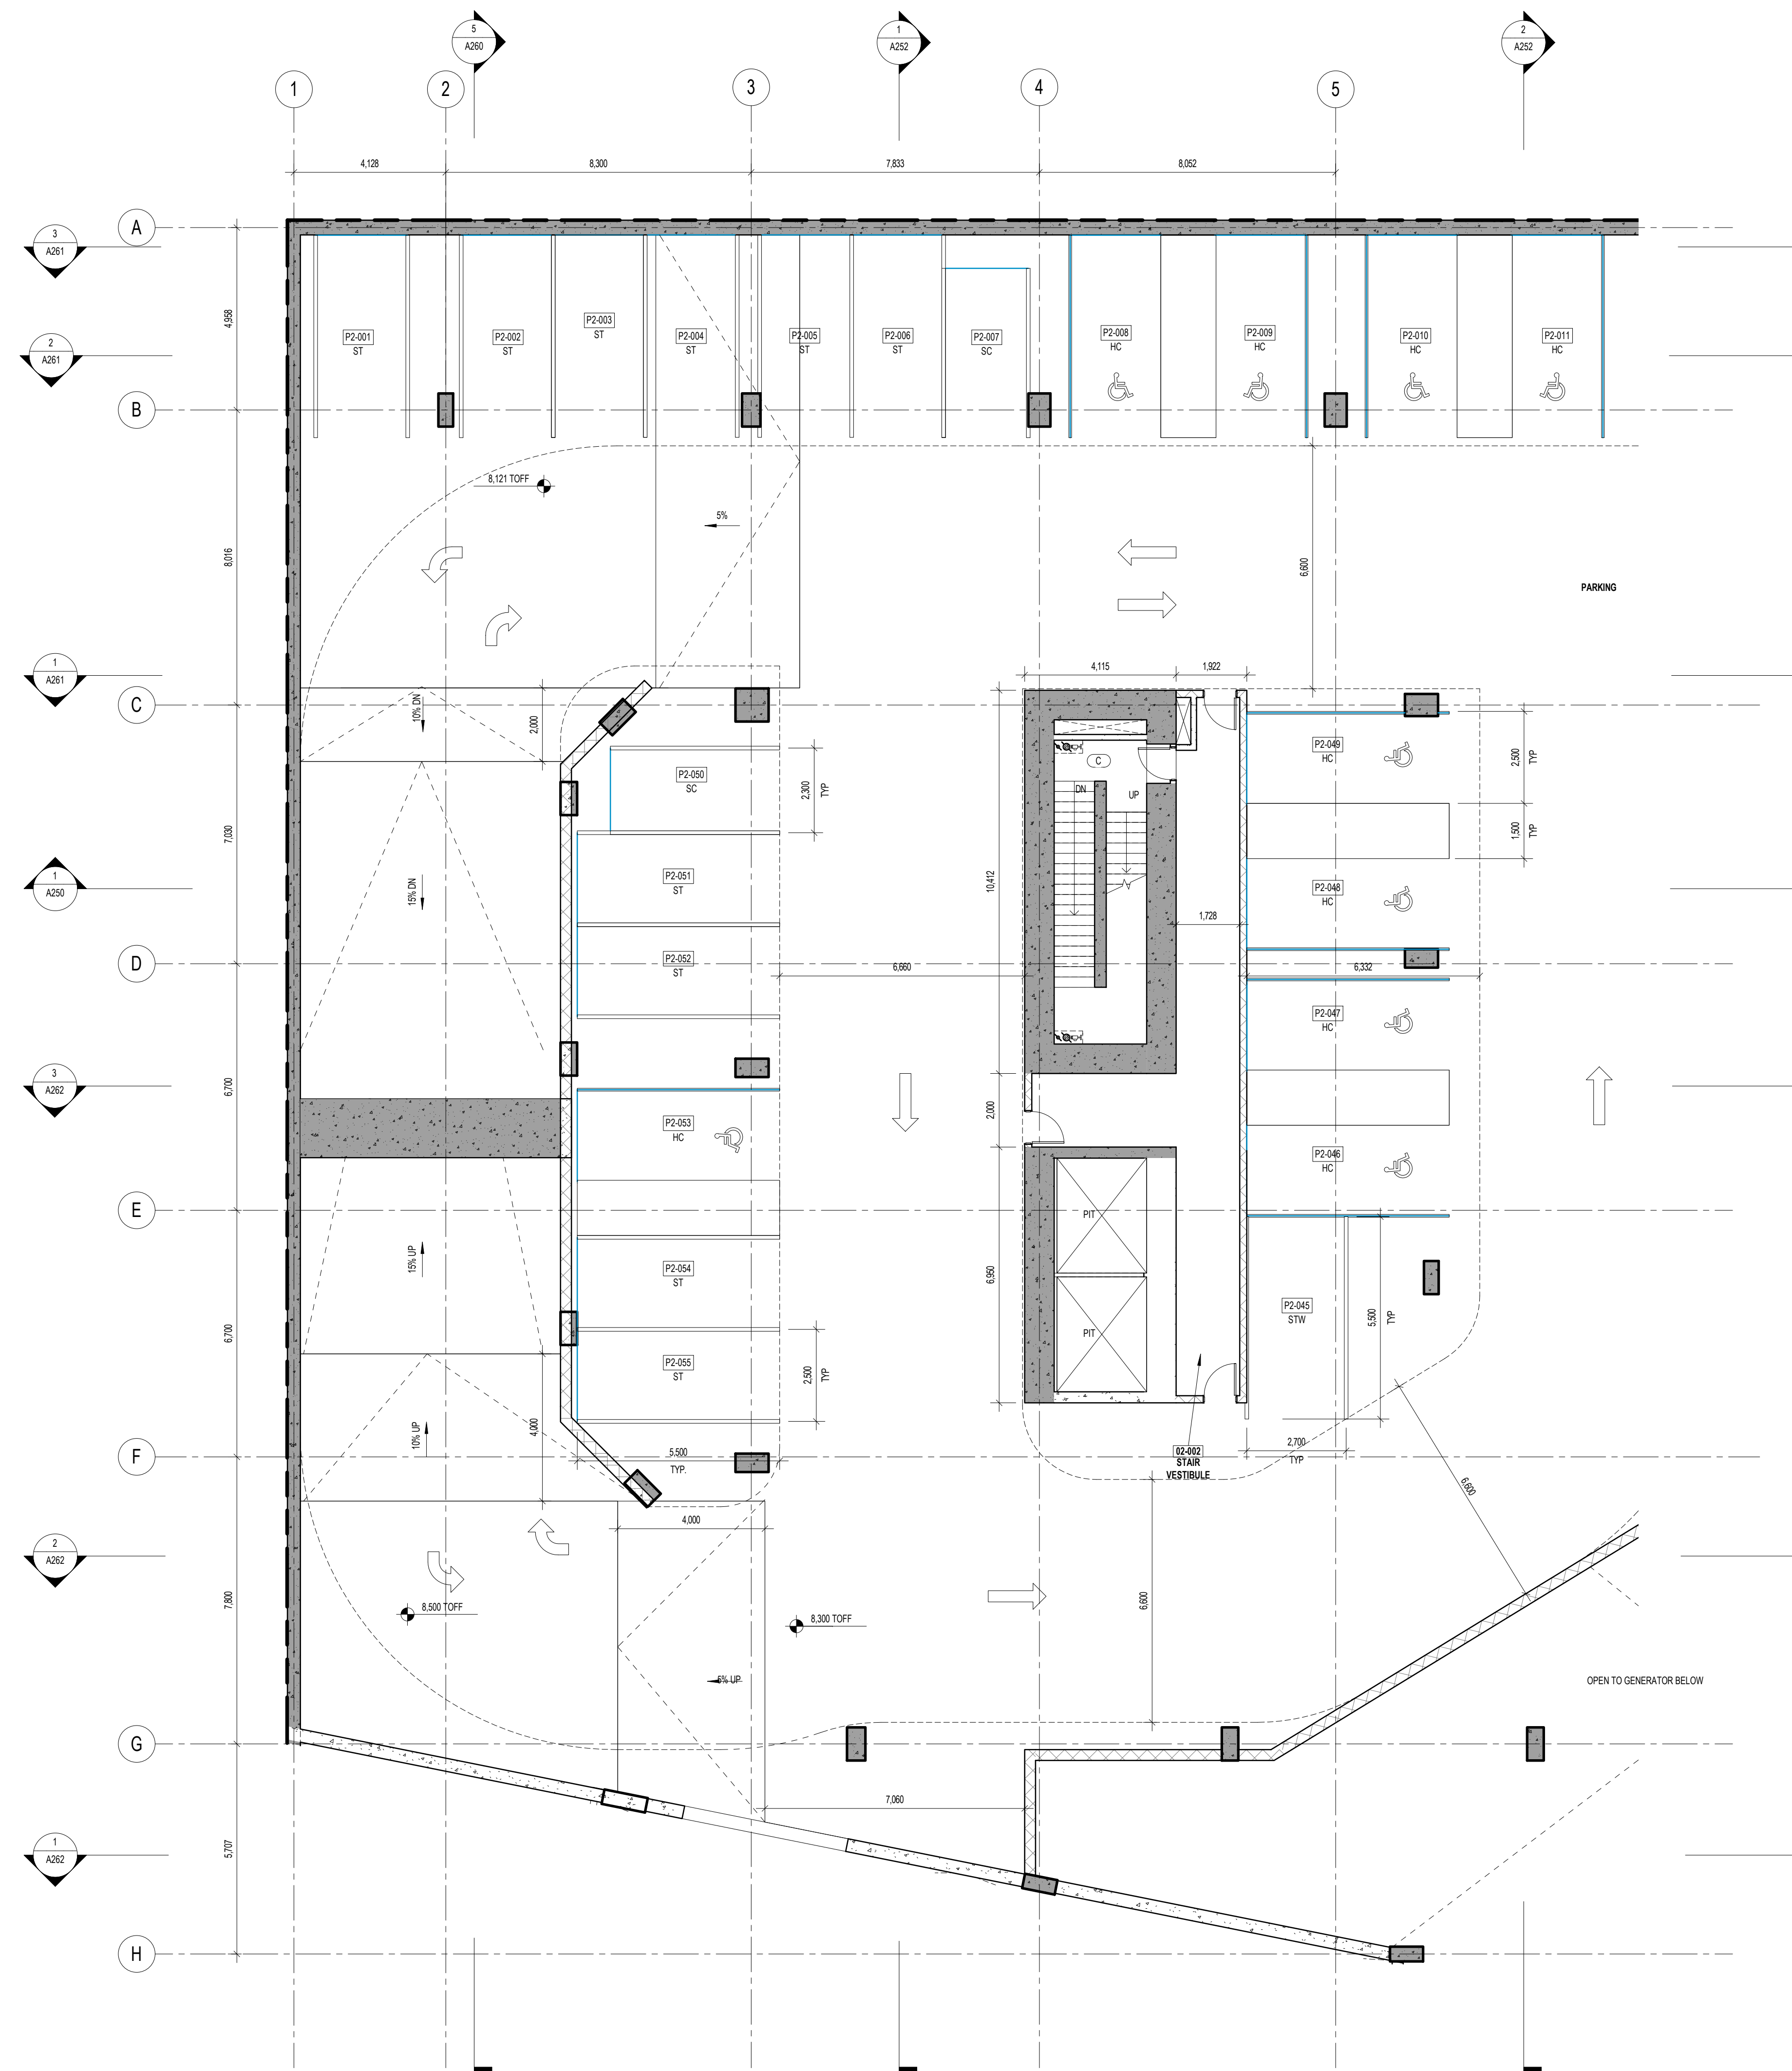 5
A260
1
A252
2
A252
1
2
3
4
5
4,128
8,300
7,833
8,052
A
3
A261
4,958
2
A261
P2-001
ST
P2-002
ST
P2-003
ST
P2-004
ST
P2-005
ST
P2-006
ST
P2-007
SC
P2-008
HC
P2-009
HC
P2-010
HC
P2-011
HC
B
8,121 TOFF
5%
8,016
6,600
PARKING
1
A261
C
10% DN
2,000
4,115
1,922
P2-050
SC
2,300
TYP
C
DN
UP
P2-049
HC
2,500
TYP
1,500
TYP
7,030
1
A250
15% DN
P2-051
ST
10,412
P2-048
HC
1,728
D
P2-052
ST
6,660
6,332
P2-047
HC
3
A262
6,700
P2-053
HC
2,000
P2-046
HC
E
PIT
15% UP
P2-054
ST
6,950
P2-045
STW
5,500
TYP
6,700
PIT
P2-055
ST
2,500
TYP
10% UP
4,000
F
5,500
TYP.
02-002
STAIR
VESTIBULE
2,700
TYP
6,600
4,000
2
A262
7,800
8,500 TOFF
8,300 TOFF
6,600
5% UP
OPEN TO GENERATOR BELOW
G
7,060
1
A262
5,707
H